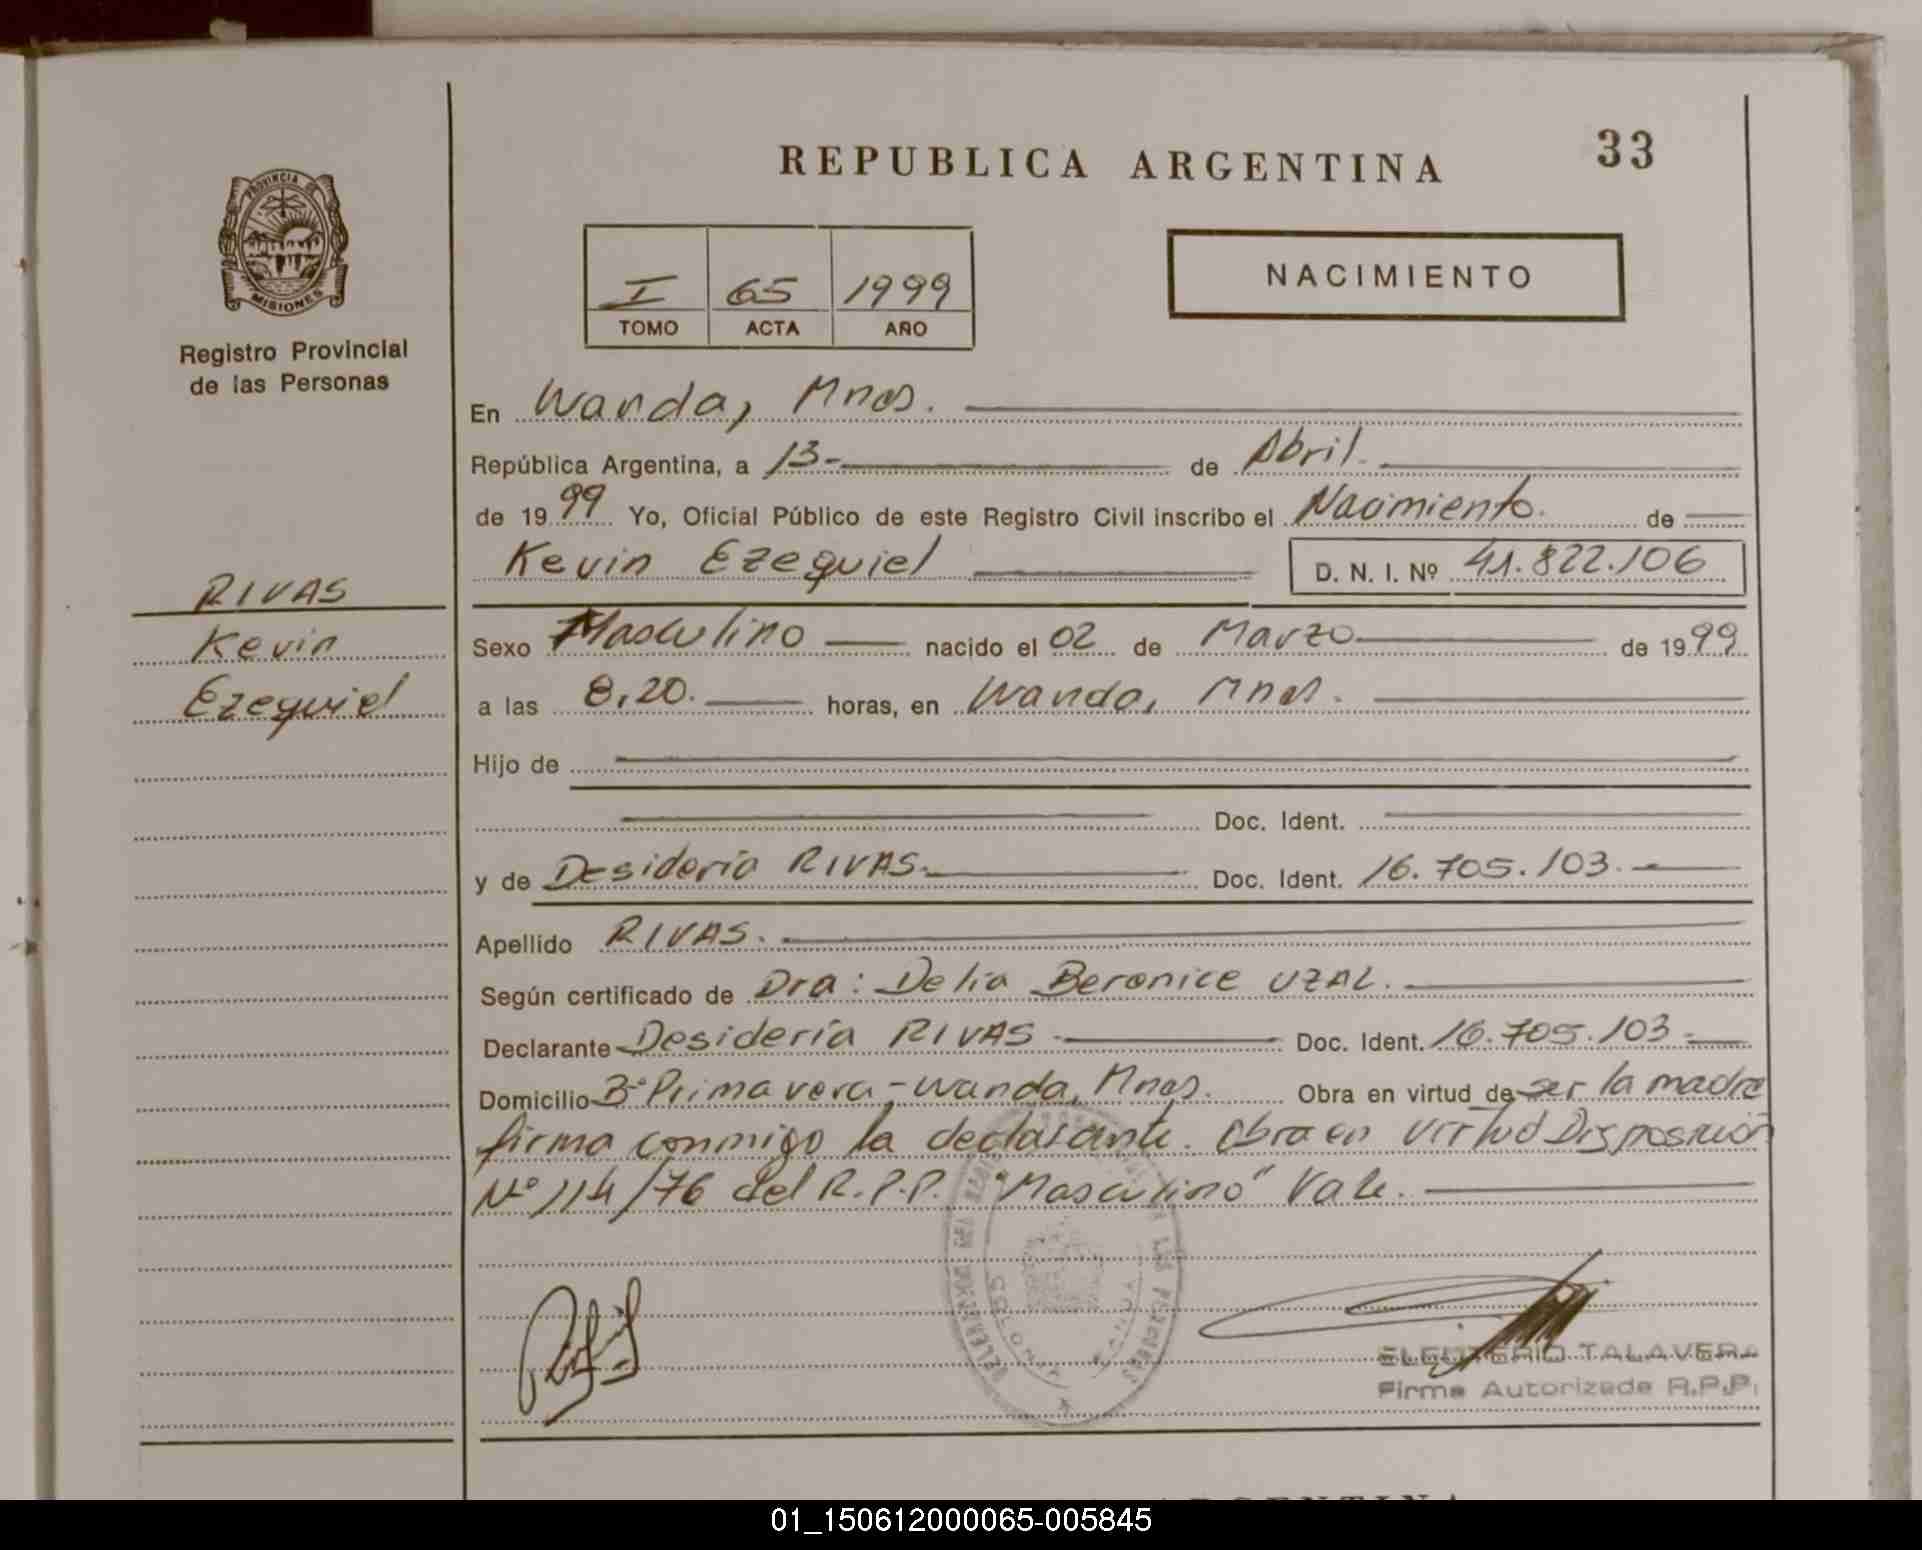 REPUBLICA ARGENTINA
33
PROVINCIA DE
MISIONES
Registro Provincial
de las Personas
I 65 1999
TOMO ACTA AÑO
NACIMIENTO
En Wanda, Mnes.
República Argentina, a 13 - de Abril.
de 1999 Yo, Oficial Público de este Registro Civil inscribo el Nacimiento. de
Kevin Ezequiel D. N. I. Nº 41.822.106
RIVAS
Kevin
Ezequiel
Sexo Masculino nacido el 02 de Marzo de 1999
a las 8,20. horas, en Wanda, Mnes.
Hijo de
Doc. Ident.
y de Desideria RIVAS. Doc. Ident. 16.705.103.
Apellido RIVAS.
Según certificado de Dra: Delia Beronice UZAL.
Declarante Desidería RIVAS Doc. Ident. 16.705.103
Domicilio Bº Primavera - Wanda, Mnes. Obra en virtud de ser la madre
firma conmigo la declarante. Obra en virtud Disposición
Nº 114/76 del R.P.P. "Masculino" Vale.
COLONIA
WANDA
ELEUTERIO TALAVERA
Firma Autorizada R.P.P.
01_150612000065-005845